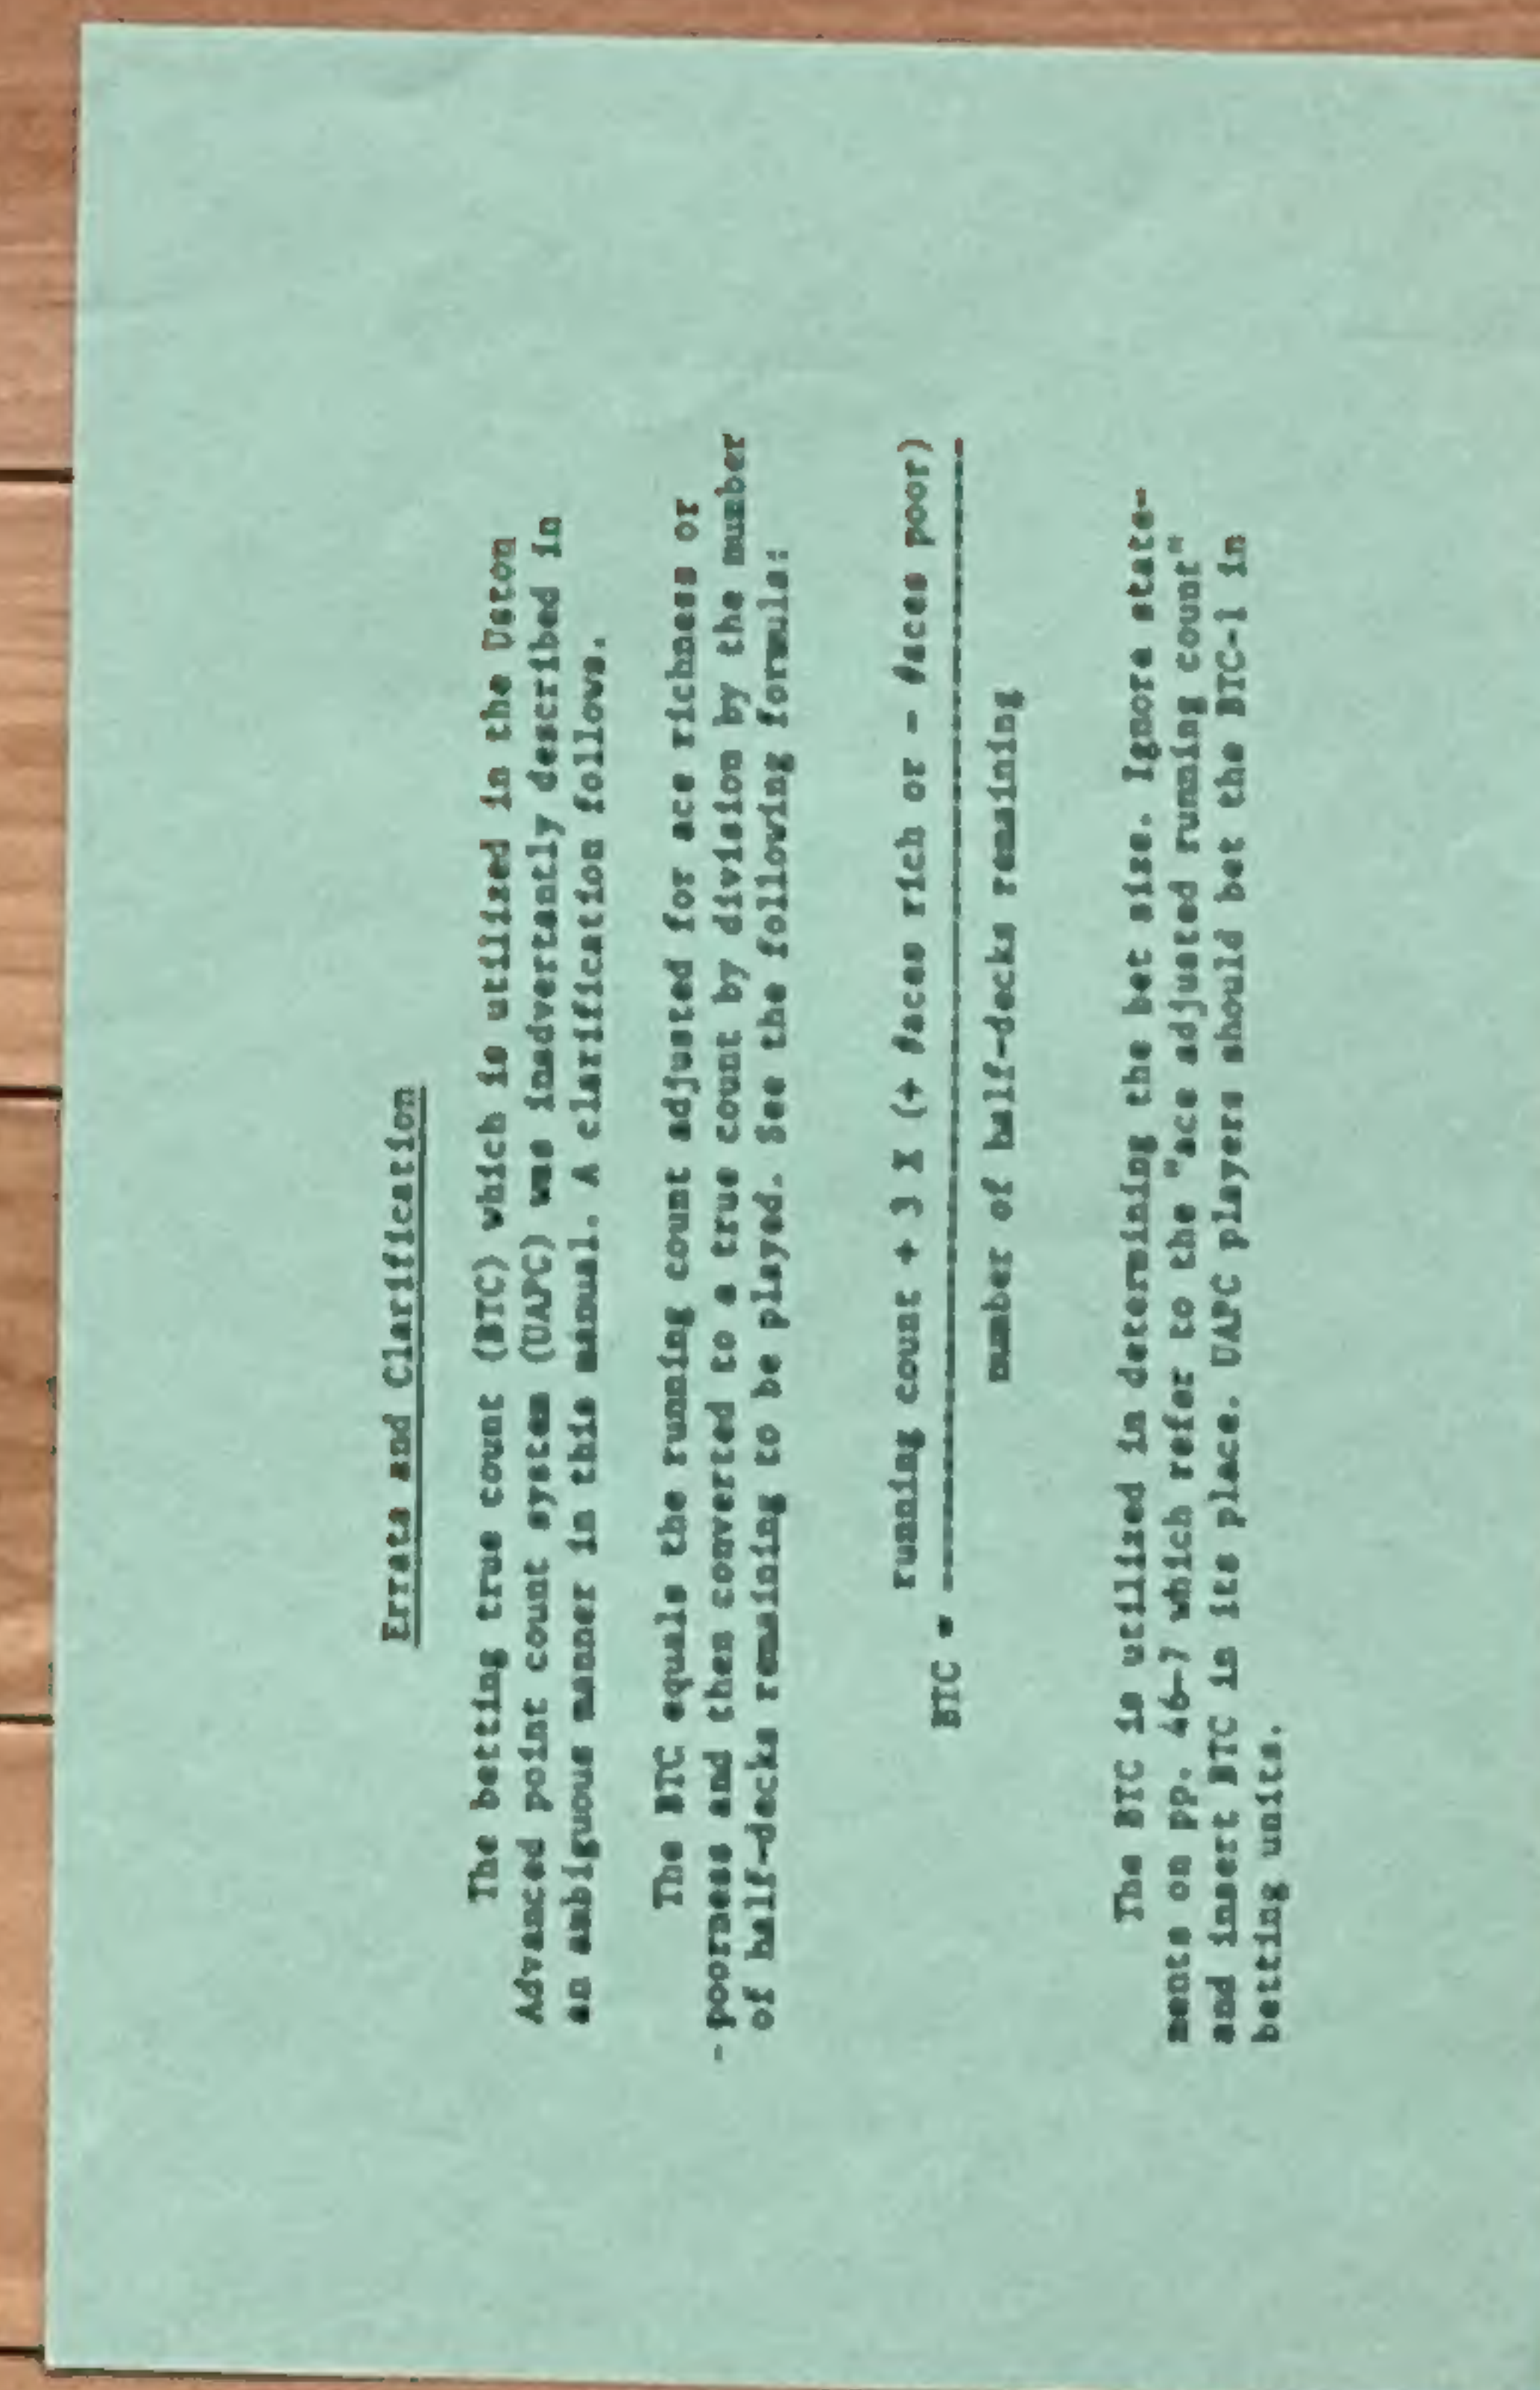 Errata and Clarification
The betting true count (BTC) which is utilized in the Uston
Advanced point count system (UAPC) was inadvertantly described in
an ambiguous manner in this manual. A clarification follows.
The BTC equals the running count adjusted for ace richness or
- poorness and then converted to a true count by division by the number
of half-decks remaining to be played. See the following formula:
running count + 3 X (+ #aces rich or - #aces poor)
BTC = --------------------------------------------------
number of half-decks remaining
The BTC is utilized in determining the bet size. Ignore state-
ments on pp. 46-7 which refer to the "ace adjusted running count"
and insert BTC in its place. UAPC players should bet the BTC-1 in
betting units.